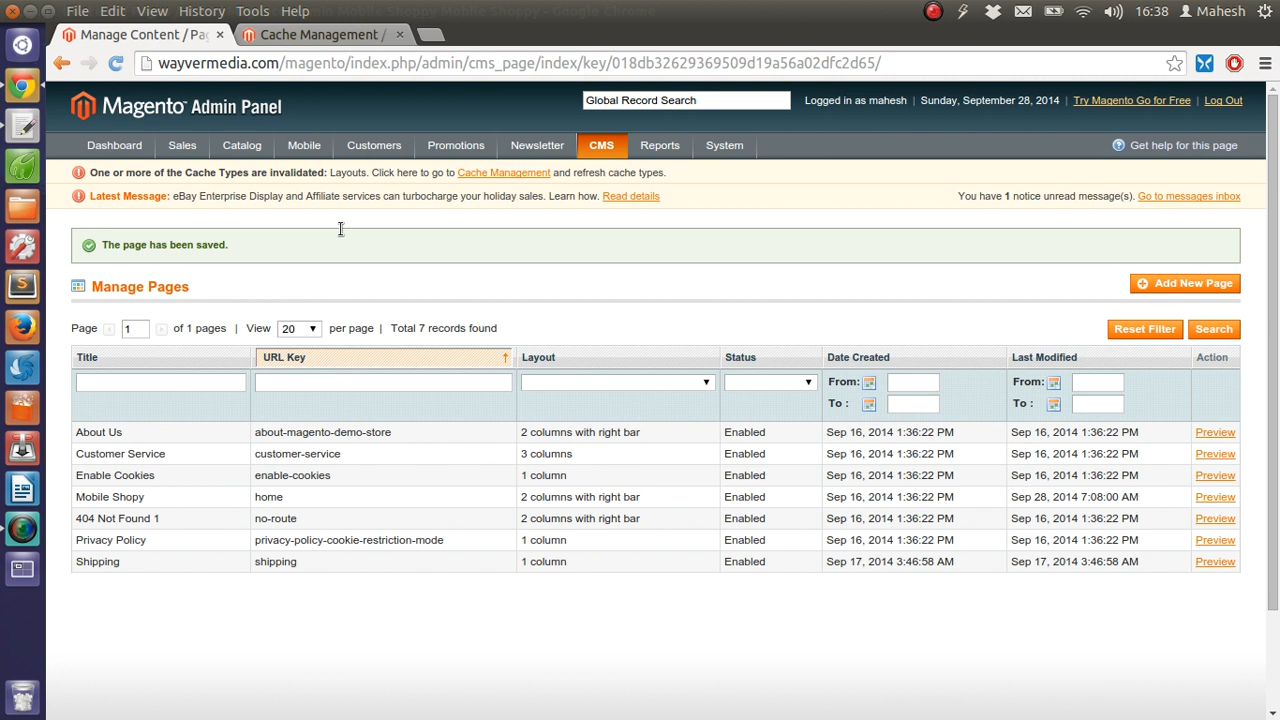 File Edit View History Tools Help
16:38 Mahesh
Manage Content / Pa
Cache Management /
wayvermedia.com/magento/index.php/admin/cms_page/index/key/018db32629369509d19a56a02dfc2d65/
Magento Admin Panel
Global Record Search
Logged in as mahesh | Sunday, September 28, 2014 | Try Magento Go for Free | Log Out
Dashboard Sales Catalog Mobile Customers Promotions Newsletter CMS Reports System
Get help for this page
One or more of the Cache Types are invalidated: Layouts. Click here to go to Cache Management and refresh cache types.
Latest Message: eBay Enterprise Display and Affiliate services can turbocharge your holiday sales. Learn how. Read details
You have 1 notice unread message(s). Go to messages inbox
The page has been saved.
Manage Pages
Add New Page
Page 1 of 1 pages | View 20 per page | Total 7 records found
Reset Filter Search
Title URL Key Layout Status Date Created Last Modified Action
From: From:
To : To :
About Us about-magento-demo-store 2 columns with right bar Enabled Sep 16, 2014 1:36:22 PM Sep 16, 2014 1:36:22 PM Preview
Customer Service customer-service 3 columns Enabled Sep 16, 2014 1:36:22 PM Sep 16, 2014 1:36:22 PM Preview
Enable Cookies enable-cookies 1 column Enabled Sep 16, 2014 1:36:22 PM Sep 16, 2014 1:36:22 PM Preview
Mobile Shopy home 2 columns with right bar Enabled Sep 16, 2014 1:36:22 PM Sep 28, 2014 7:08:00 AM Preview
404 Not Found 1 no-route 2 columns with right bar Enabled Sep 16, 2014 1:36:22 PM Sep 16, 2014 1:36:22 PM Preview
Privacy Policy privacy-policy-cookie-restriction-mode 1 column Enabled Sep 16, 2014 1:36:22 PM Sep 16, 2014 1:36:22 PM Preview
Shipping shipping 1 column Enabled Sep 17, 2014 3:46:58 AM Sep 17, 2014 3:46:58 AM Preview